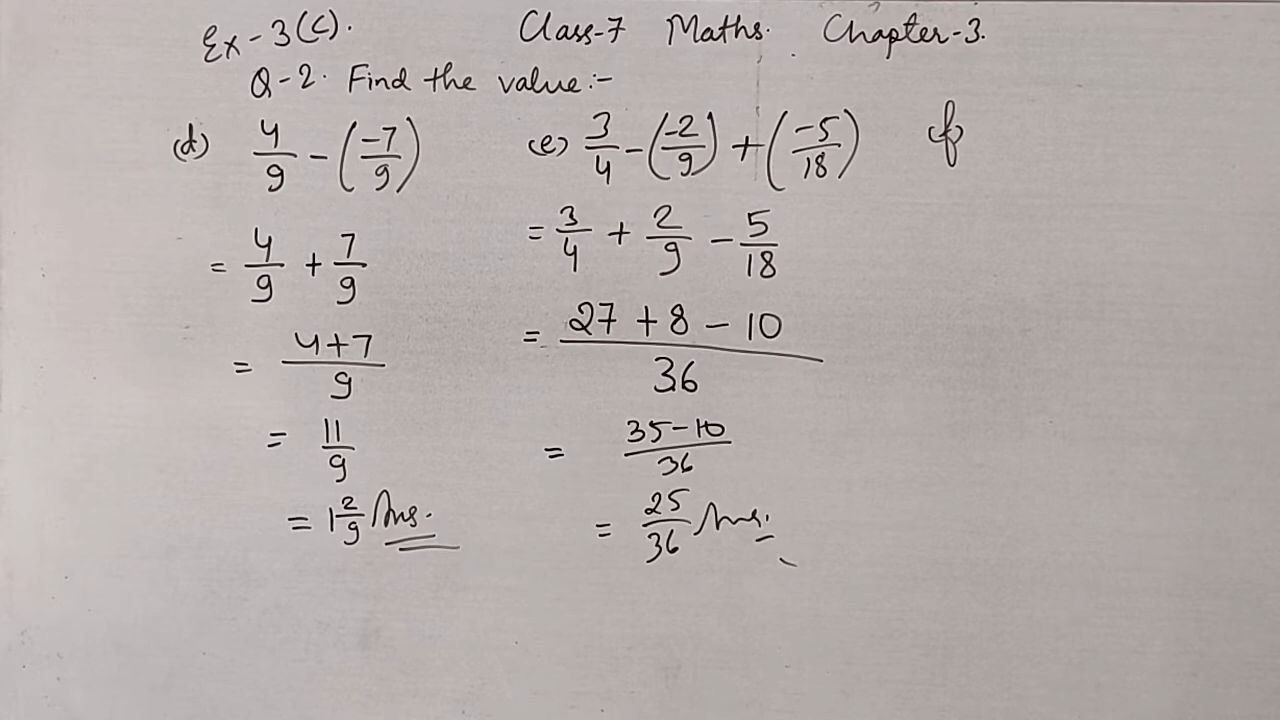 Ex-3(c). Class-7 Maths. Chapter-3.
Q-2. Find the value:-
(d) 4/9 - (-7/9)
= 4/9 + 7/9
= 4+7/9
= 11/9
= 1 2/9 Ans.
(e) 3/4 - (-2/9) + (-5/18)
= 3/4 + 2/9 - 5/18
= 27 + 8 - 10/36
= 35-10/36
= 25/36 Ans.
(f)